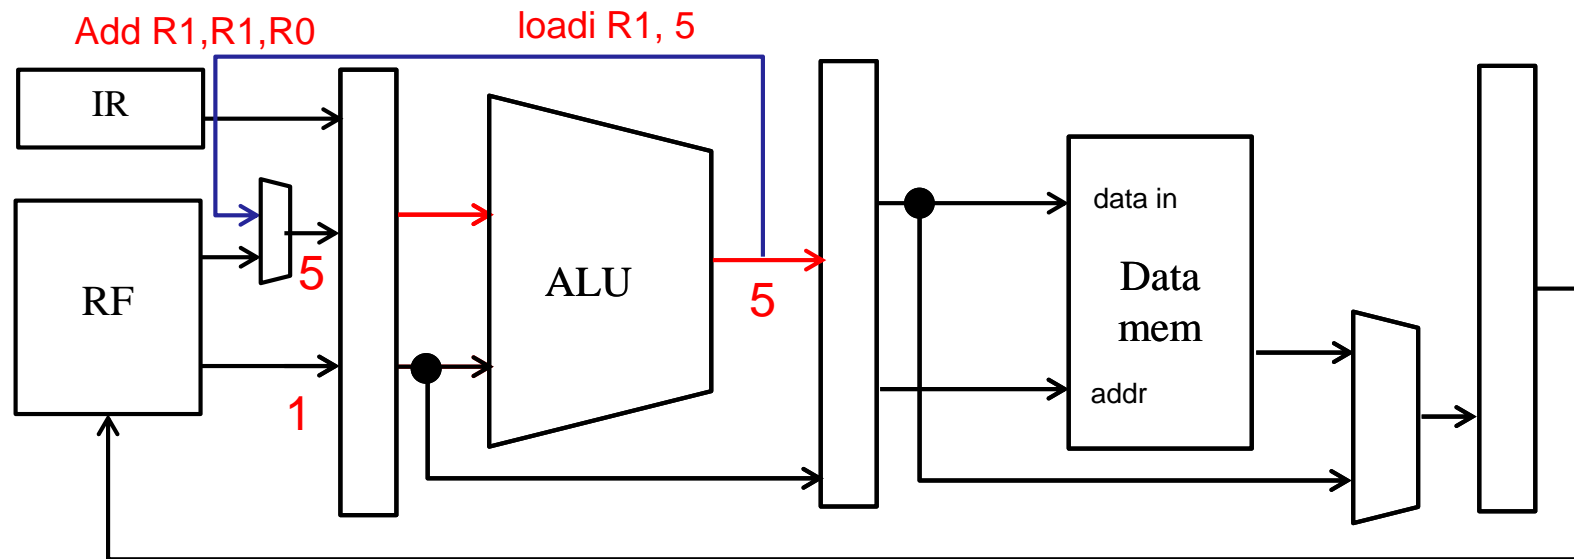 Add R1,R1,R0
loadi R1, 5
IR
RF
5
1
ALU
5
data in
Data
mem
addr